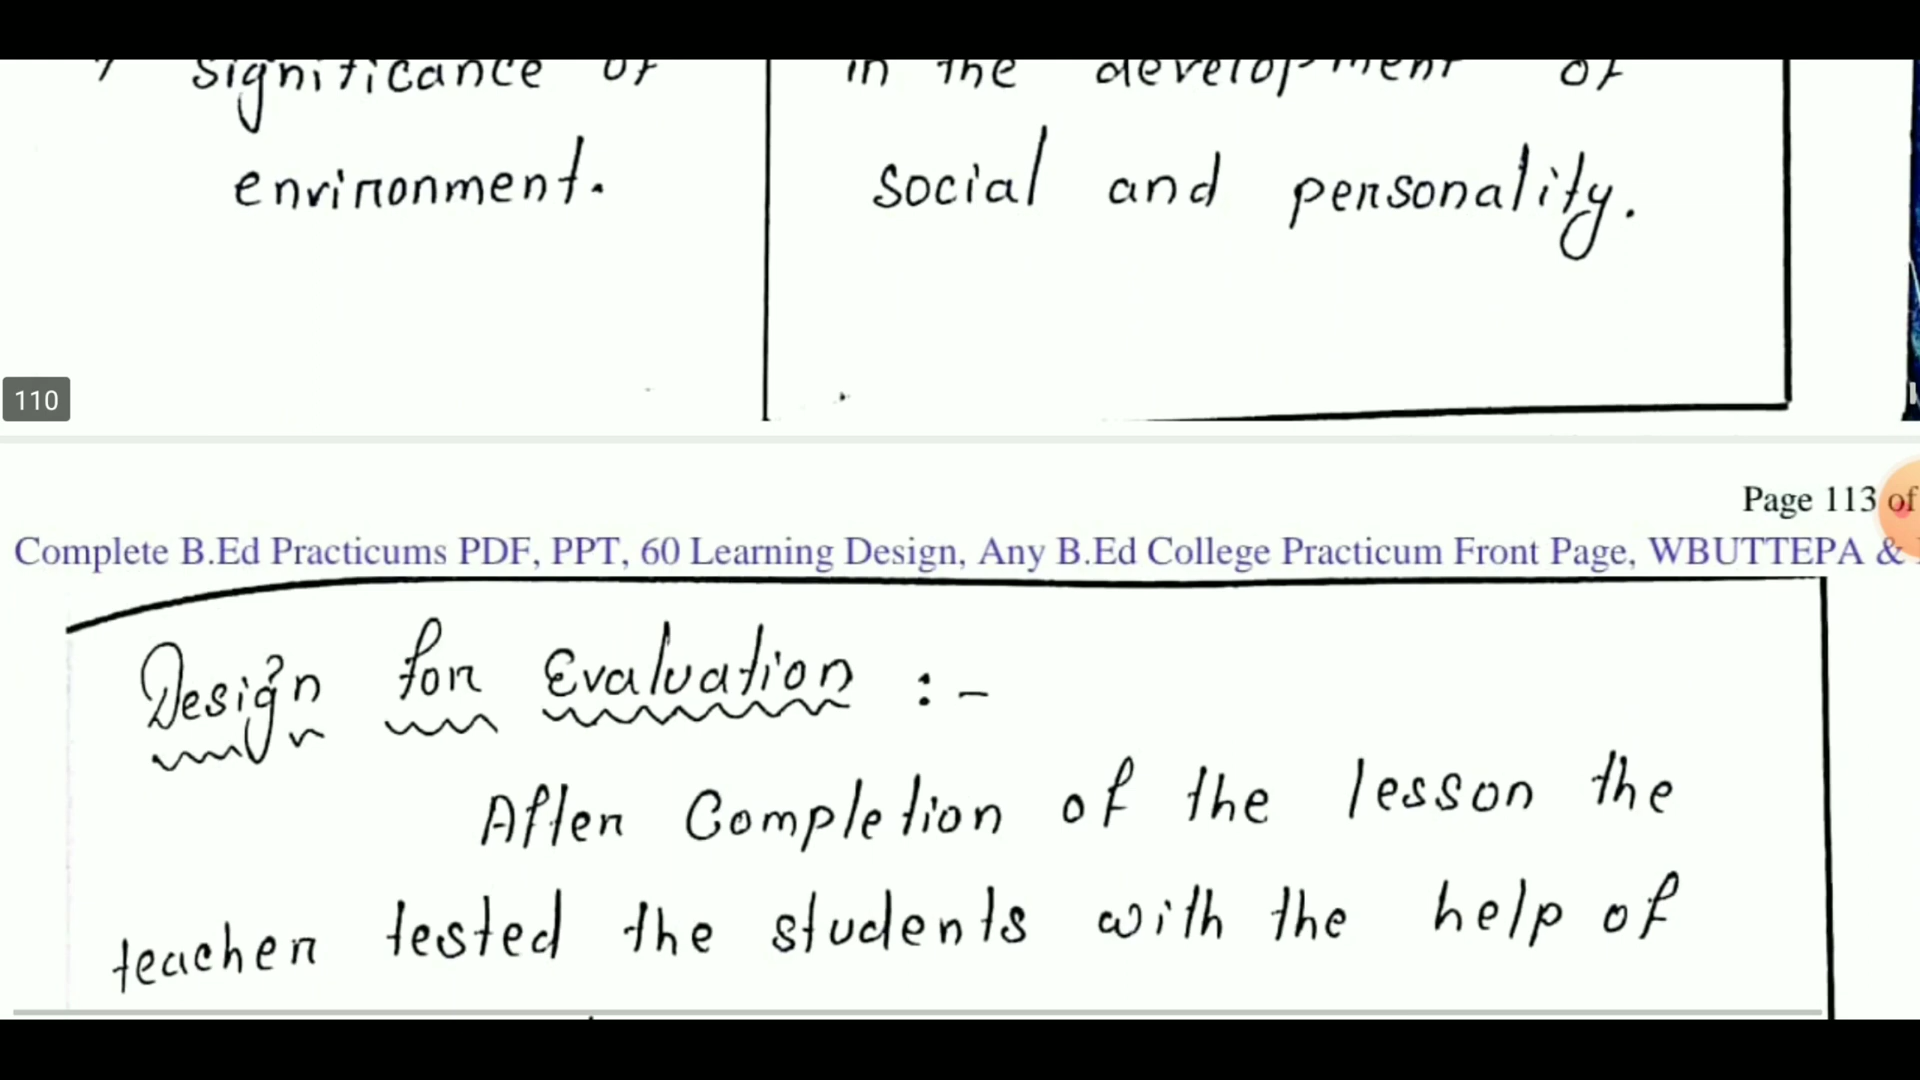 significance of
in the development of
environment.
social and personality.
110
Page 113 of
Complete B.Ed Practicums PDF, PPT, 60 Learning Design, Any B.Ed College Practicum Front Page, WBUTTEPA &
Design for Evaluation :-
After Completion of the lesson the
teacher tested the students with the help of